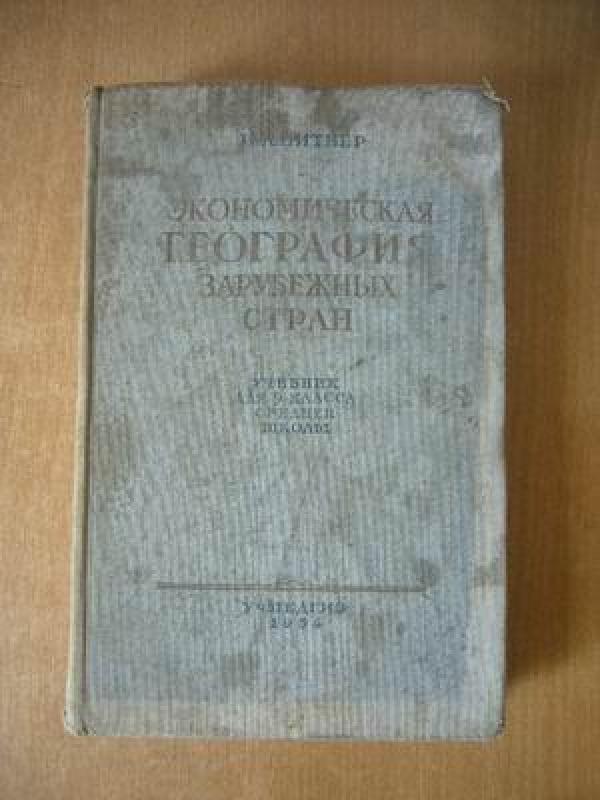 И.А.ВИТВЕР
ЭКОНОМИЧЕСКАЯ
ГЕОГРАФИЯ
ЗАРУБЕЖНЫХ
СТРАН
УЧЕБНИК
ДЛЯ 9 КЛАССА
СРЕДНЕЙ
ШКОЛЫ
УЧПЕДГИЗ